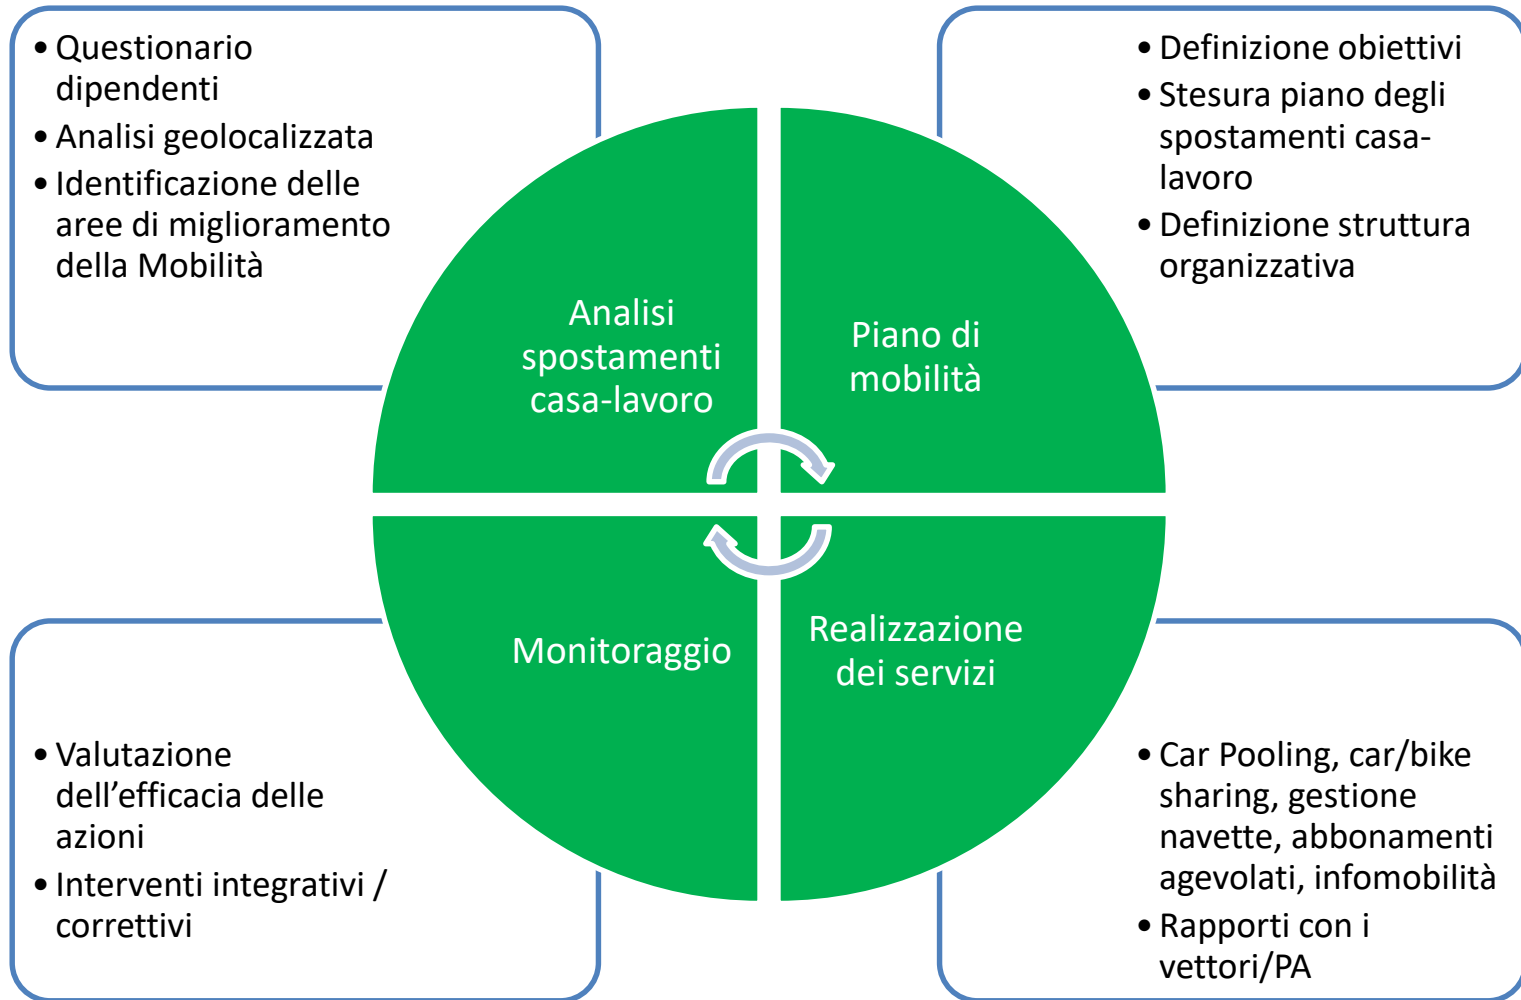 • Questionario
dipendenti
• Analisi geolocalizzata
• Identificazione delle
aree di miglioramento
della Mobilità
• Definizione obiettivi
• Stesura piano degli
spostamenti casa-
lavoro
• Definizione struttura
organizzativa
Analisi
spostamenti
casa-lavoro
Piano di
mobilità
Monitoraggio
Realizzazione
dei servizi
• Valutazione
dell’efficacia delle
azioni
• Interventi integrativi /
correttivi
• Car Pooling, car/bike
sharing, gestione
navette, abbonamenti
agevolati, infomobilità
• Rapporti con i
vettori/PA